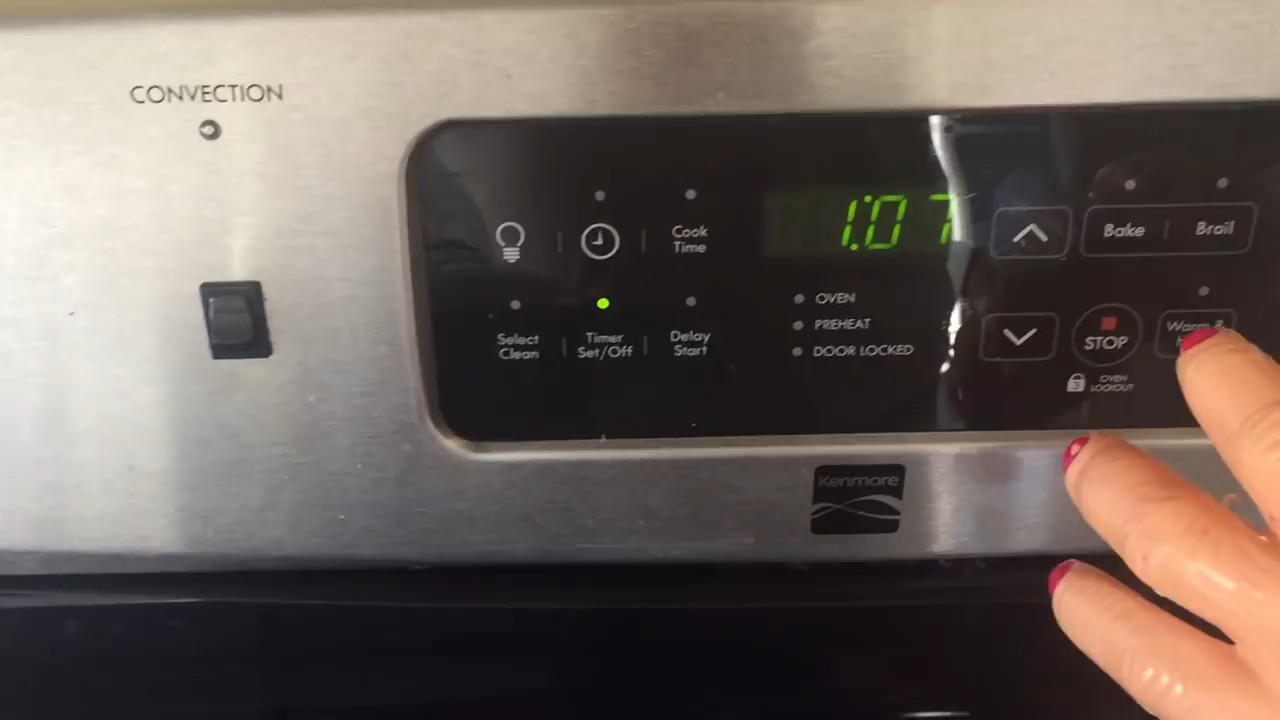 CONVECTION
Cook
Time
1:07
Bake
Broil
Select
Clean
Timer
Set/Off
Delay
Start
OVEN
PREHEAT
DOOR LOCKED
STOP
Warm &
OVEN
LOCKOUT
Kenmore